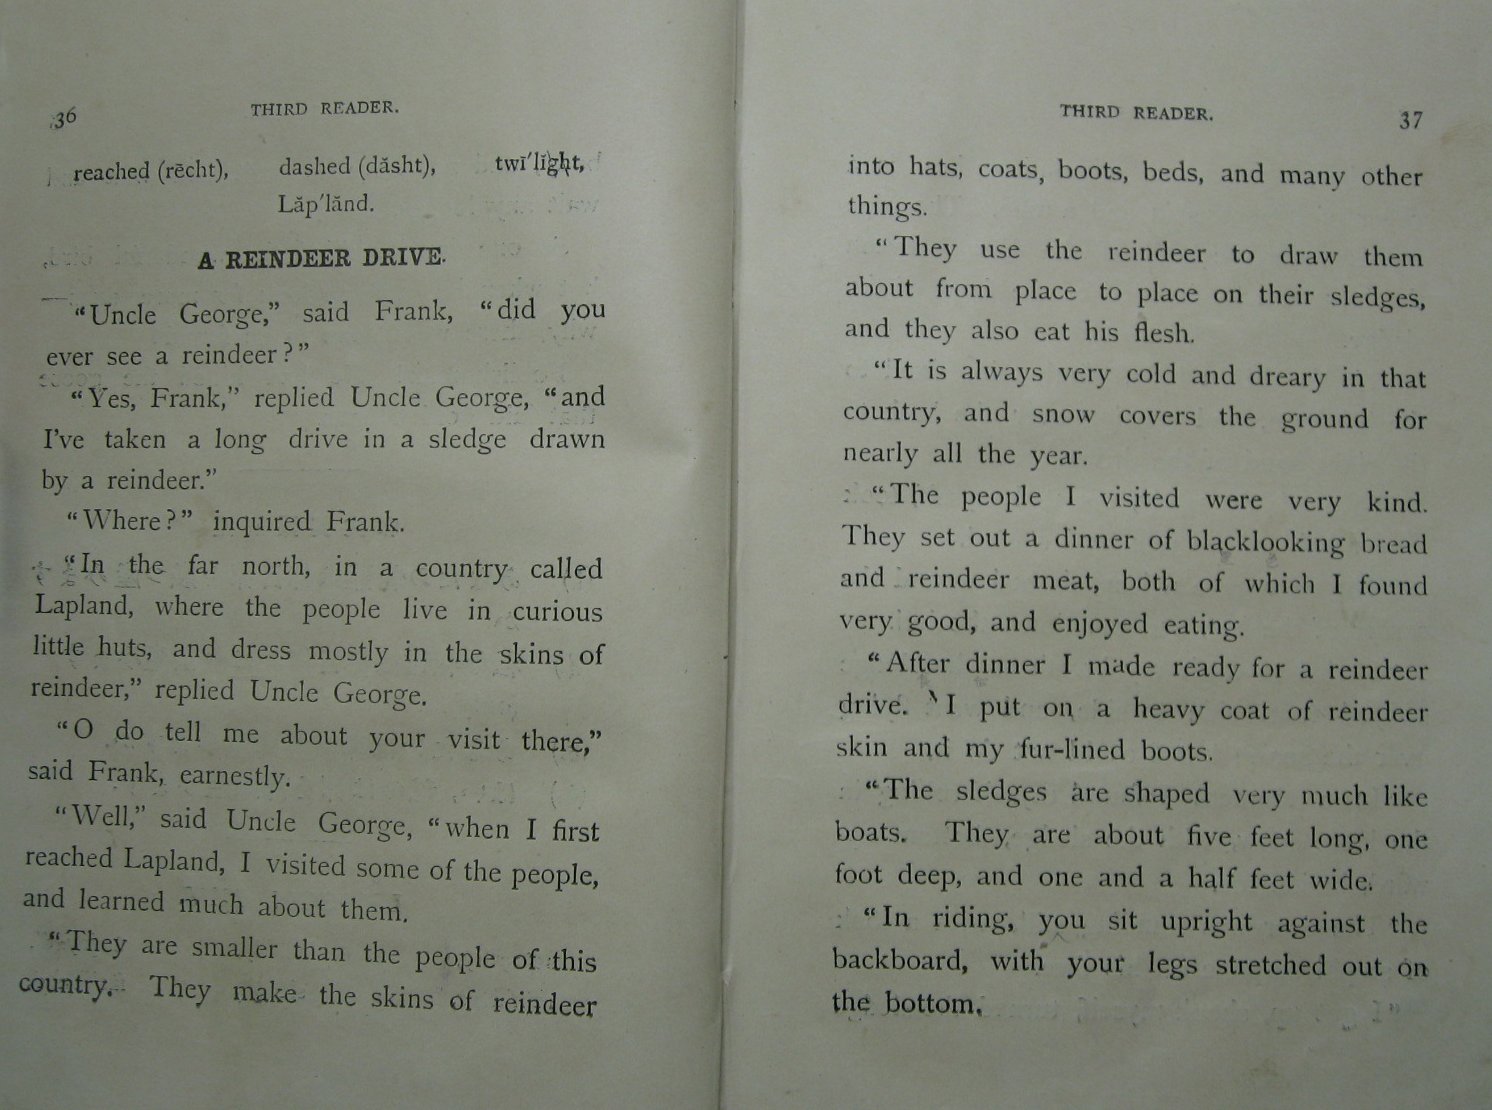 36
THIRD READER.
reached (rēcht), dashed (dăsht), twī′lĭght,
Lăp′lănd.
A REINDEER DRIVE.
“Uncle George,” said Frank, “did you
ever see a reindeer?”
“Yes, Frank,” replied Uncle George, “and
I’ve taken a long drive in a sledge drawn
by a reindeer.”
“Where?” inquired Frank.
“In the far north, in a country called
Lapland, where the people live in curious
little huts, and dress mostly in the skins of
reindeer,” replied Uncle George.
“O do tell me about your visit there,”
said Frank, earnestly.
“Well,” said Uncle George, “when I first
reached Lapland, I visited some of the people,
and learned much about them.
“They are smaller than the people of this
country. They make the skins of reindeer
THIRD READER.
37
into hats, coats, boots, beds, and many other
things.
“They use the reindeer to draw them
about from place to place on their sledges,
and they also eat his flesh.
“It is always very cold and dreary in that
country, and snow covers the ground for
nearly all the year.
“The people I visited were very kind.
They set out a dinner of blacklooking bread
and reindeer meat, both of which I found
very good, and enjoyed eating.
“After dinner I made ready for a reindeer
drive. I put on a heavy coat of reindeer
skin and my fur-lined boots.
“The sledges are shaped very much like
boats. They are about five feet long, one
foot deep, and one and a half feet wide.
“In riding, you sit upright against the
backboard, with your legs stretched out on
the bottom.